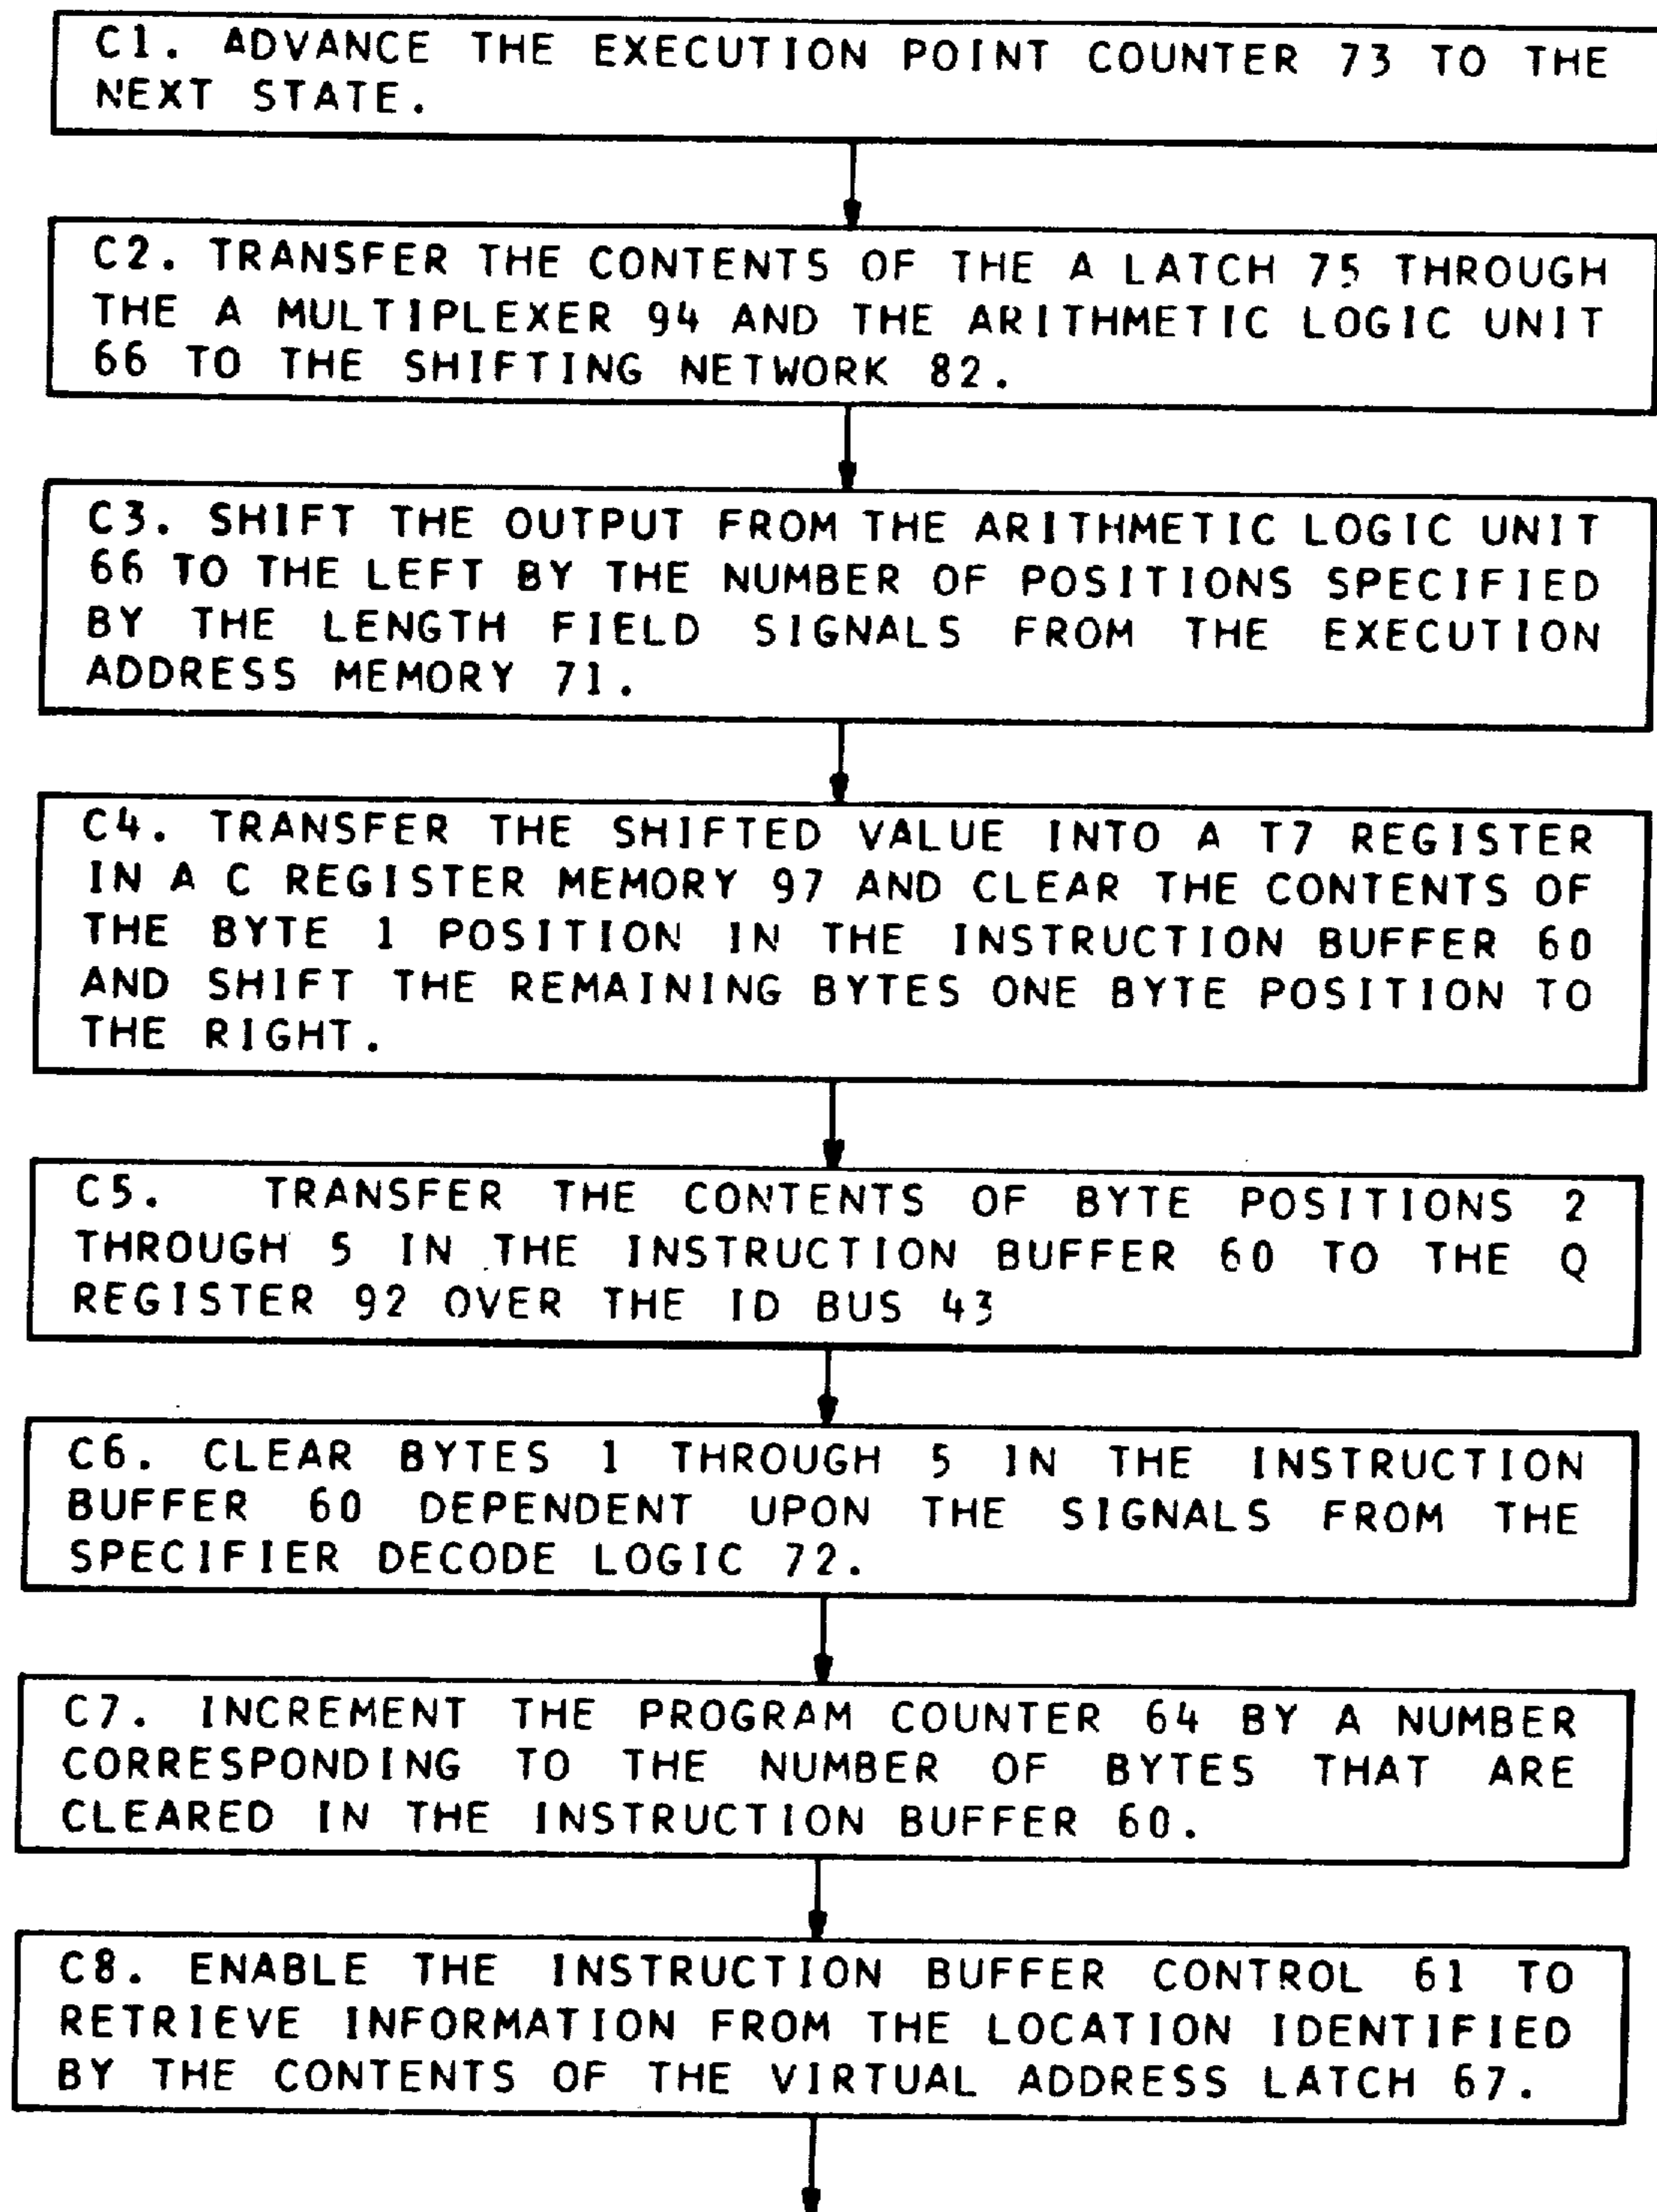 C1. ADVANCE THE EXECUTION POINT COUNTER 73 TO THE
NEXT STATE.
C2. TRANSFER THE CONTENTS OF THE A LATCH 75 THROUGH
THE A MULTIPLEXER 94 AND THE ARITHMETIC LOGIC UNIT
66 TO THE SHIFTING NETWORK 82.
C3. SHIFT THE OUTPUT FROM THE ARITHMETIC LOGIC UNIT
66 TO THE LEFT BY THE NUMBER OF POSITIONS SPECIFIED
BY THE LENGTH FIELD SIGNALS FROM THE EXECUTION
ADDRESS MEMORY 71.
C4. TRANSFER THE SHIFTED VALUE INTO A T7 REGISTER
IN A C REGISTER MEMORY 97 AND CLEAR THE CONTENTS OF
THE BYTE 1 POSITION IN THE INSTRUCTION BUFFER 60
AND SHIFT THE REMAINING BYTES ONE BYTE POSITION TO
THE RIGHT.
C5. TRANSFER THE CONTENTS OF BYTE POSITIONS 2
THROUGH 5 IN THE INSTRUCTION BUFFER 60 TO THE Q
REGISTER 92 OVER THE ID BUS 43
C6. CLEAR BYTES 1 THROUGH 5 IN THE INSTRUCTION
BUFFER 60 DEPENDENT UPON THE SIGNALS FROM THE
SPECIFIER DECODE LOGIC 72.
C7. INCREMENT THE PROGRAM COUNTER 64 BY A NUMBER
CORRESPONDING TO THE NUMBER OF BYTES THAT ARE
CLEARED IN THE INSTRUCTION BUFFER 60.
C8. ENABLE THE INSTRUCTION BUFFER CONTROL 61 TO
RETRIEVE INFORMATION FROM THE LOCATION IDENTIFIED
BY THE CONTENTS OF THE VIRTUAL ADDRESS LATCH 67.